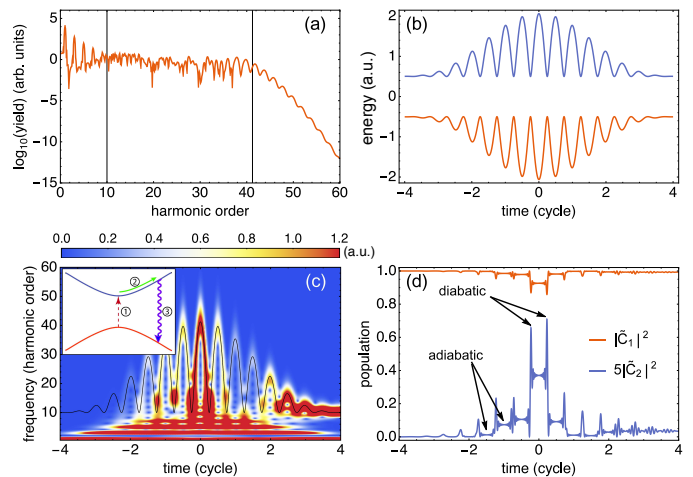 (a)
log10(yield) (arb. units)
5
0
−5
−10
−15
0 10 20 30 40 50 60
harmonic order
(b)
energy (a.u.)
2
1
0
−1
−2
−4 −2 0 2 4
time (cycle)
0.0 0.2 0.4 0.6 0.8 1.0 1.2
(a.u.)
(c)
frequency (harmonic order)
60
50
40
30
20
10
−4 −2 0 2 4
time (cycle)
①
②
③
(d)
population
1.0
0.8
0.6
0.4
0.2
0.0
−4 −2 0 2 4
time (cycle)
diabatic
adiabatic
|C̃₁|²
5|C̃₂|²